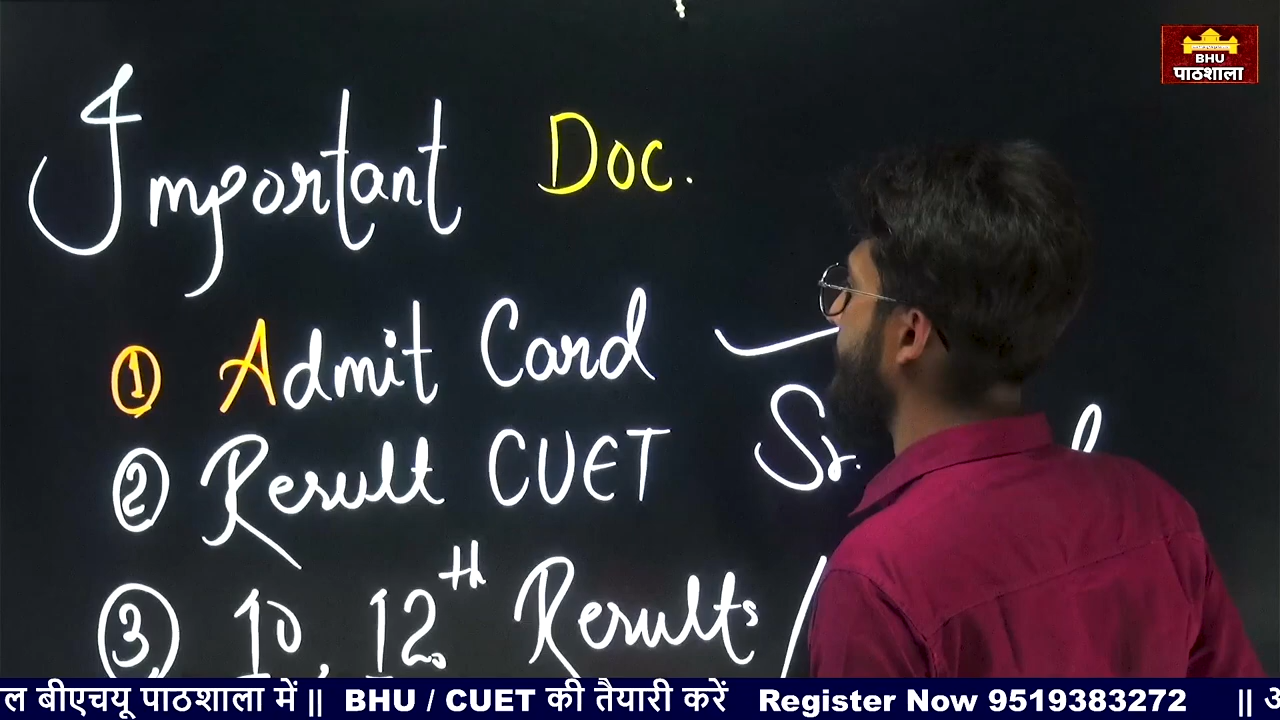 BHU
पाठशाला
Important Doc.
① Admit Card
② Result CUET
Sr.
③ 10, 12th Results /
ल बीएचयू पाठशाला में || BHU / CUET की तैयारी करें Register Now 9519383272 ||